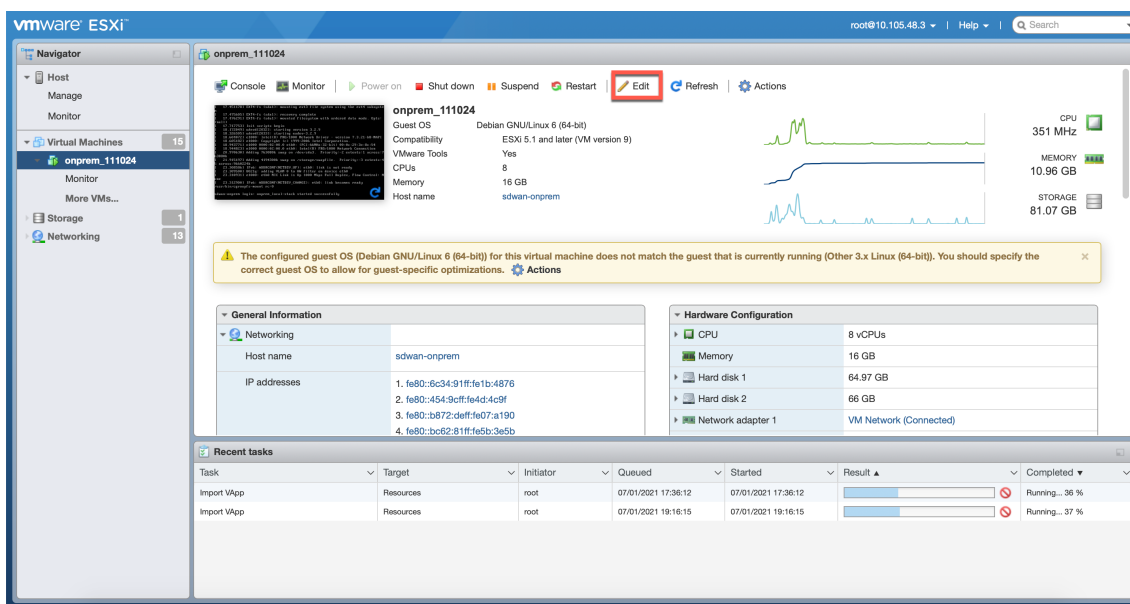 vmware ESXi™
root@10.105.48.3
Help
Search
Navigator
Host
Manage
Monitor
Virtual Machines
15
onprem_111024
Monitor
More VMs...
Storage
1
Networking
13
onprem_111024
Console
Monitor
Power on
Shut down
Suspend
Restart
Edit
Refresh
Actions
onprem_111024
Guest OS Debian GNU/Linux 6 (64-bit)
Compatibility ESXi 5.1 and later (VM version 9)
VMware Tools Yes
CPUs 8
Memory 16 GB
Host name sdwan-onprem
CPU
351 MHz
MEMORY
10.96 GB
STORAGE
81.07 GB
The configured guest OS (Debian GNU/Linux 6 (64-bit)) for this virtual machine does not match the guest that is currently running (Other 3.x Linux (64-bit)). You should specify the
correct guest OS to allow for guest-specific optimizations. Actions
General Information
Networking
Host name sdwan-onprem
IP addresses
1. fe80::6c34:91ff:fe1b:4876
2. fe80::454:9cff:fe4d:4c9f
3. fe80::b872:deff:fe07:a190
4. fe80::bc62:81ff:fe5b:3e5b
Hardware Configuration
CPU 8 vCPUs
Memory 16 GB
Hard disk 1 64.97 GB
Hard disk 2 66 GB
Network adapter 1 VM Network (Connected)
Recent tasks
Task Target Initiator Queued Started Result ▲ Completed ▼
Import VApp Resources root 07/01/2021 17:36:12 07/01/2021 17:36:12 Running... 36 %
Import VApp Resources root 07/01/2021 19:16:15 07/01/2021 19:16:15 Running... 37 %